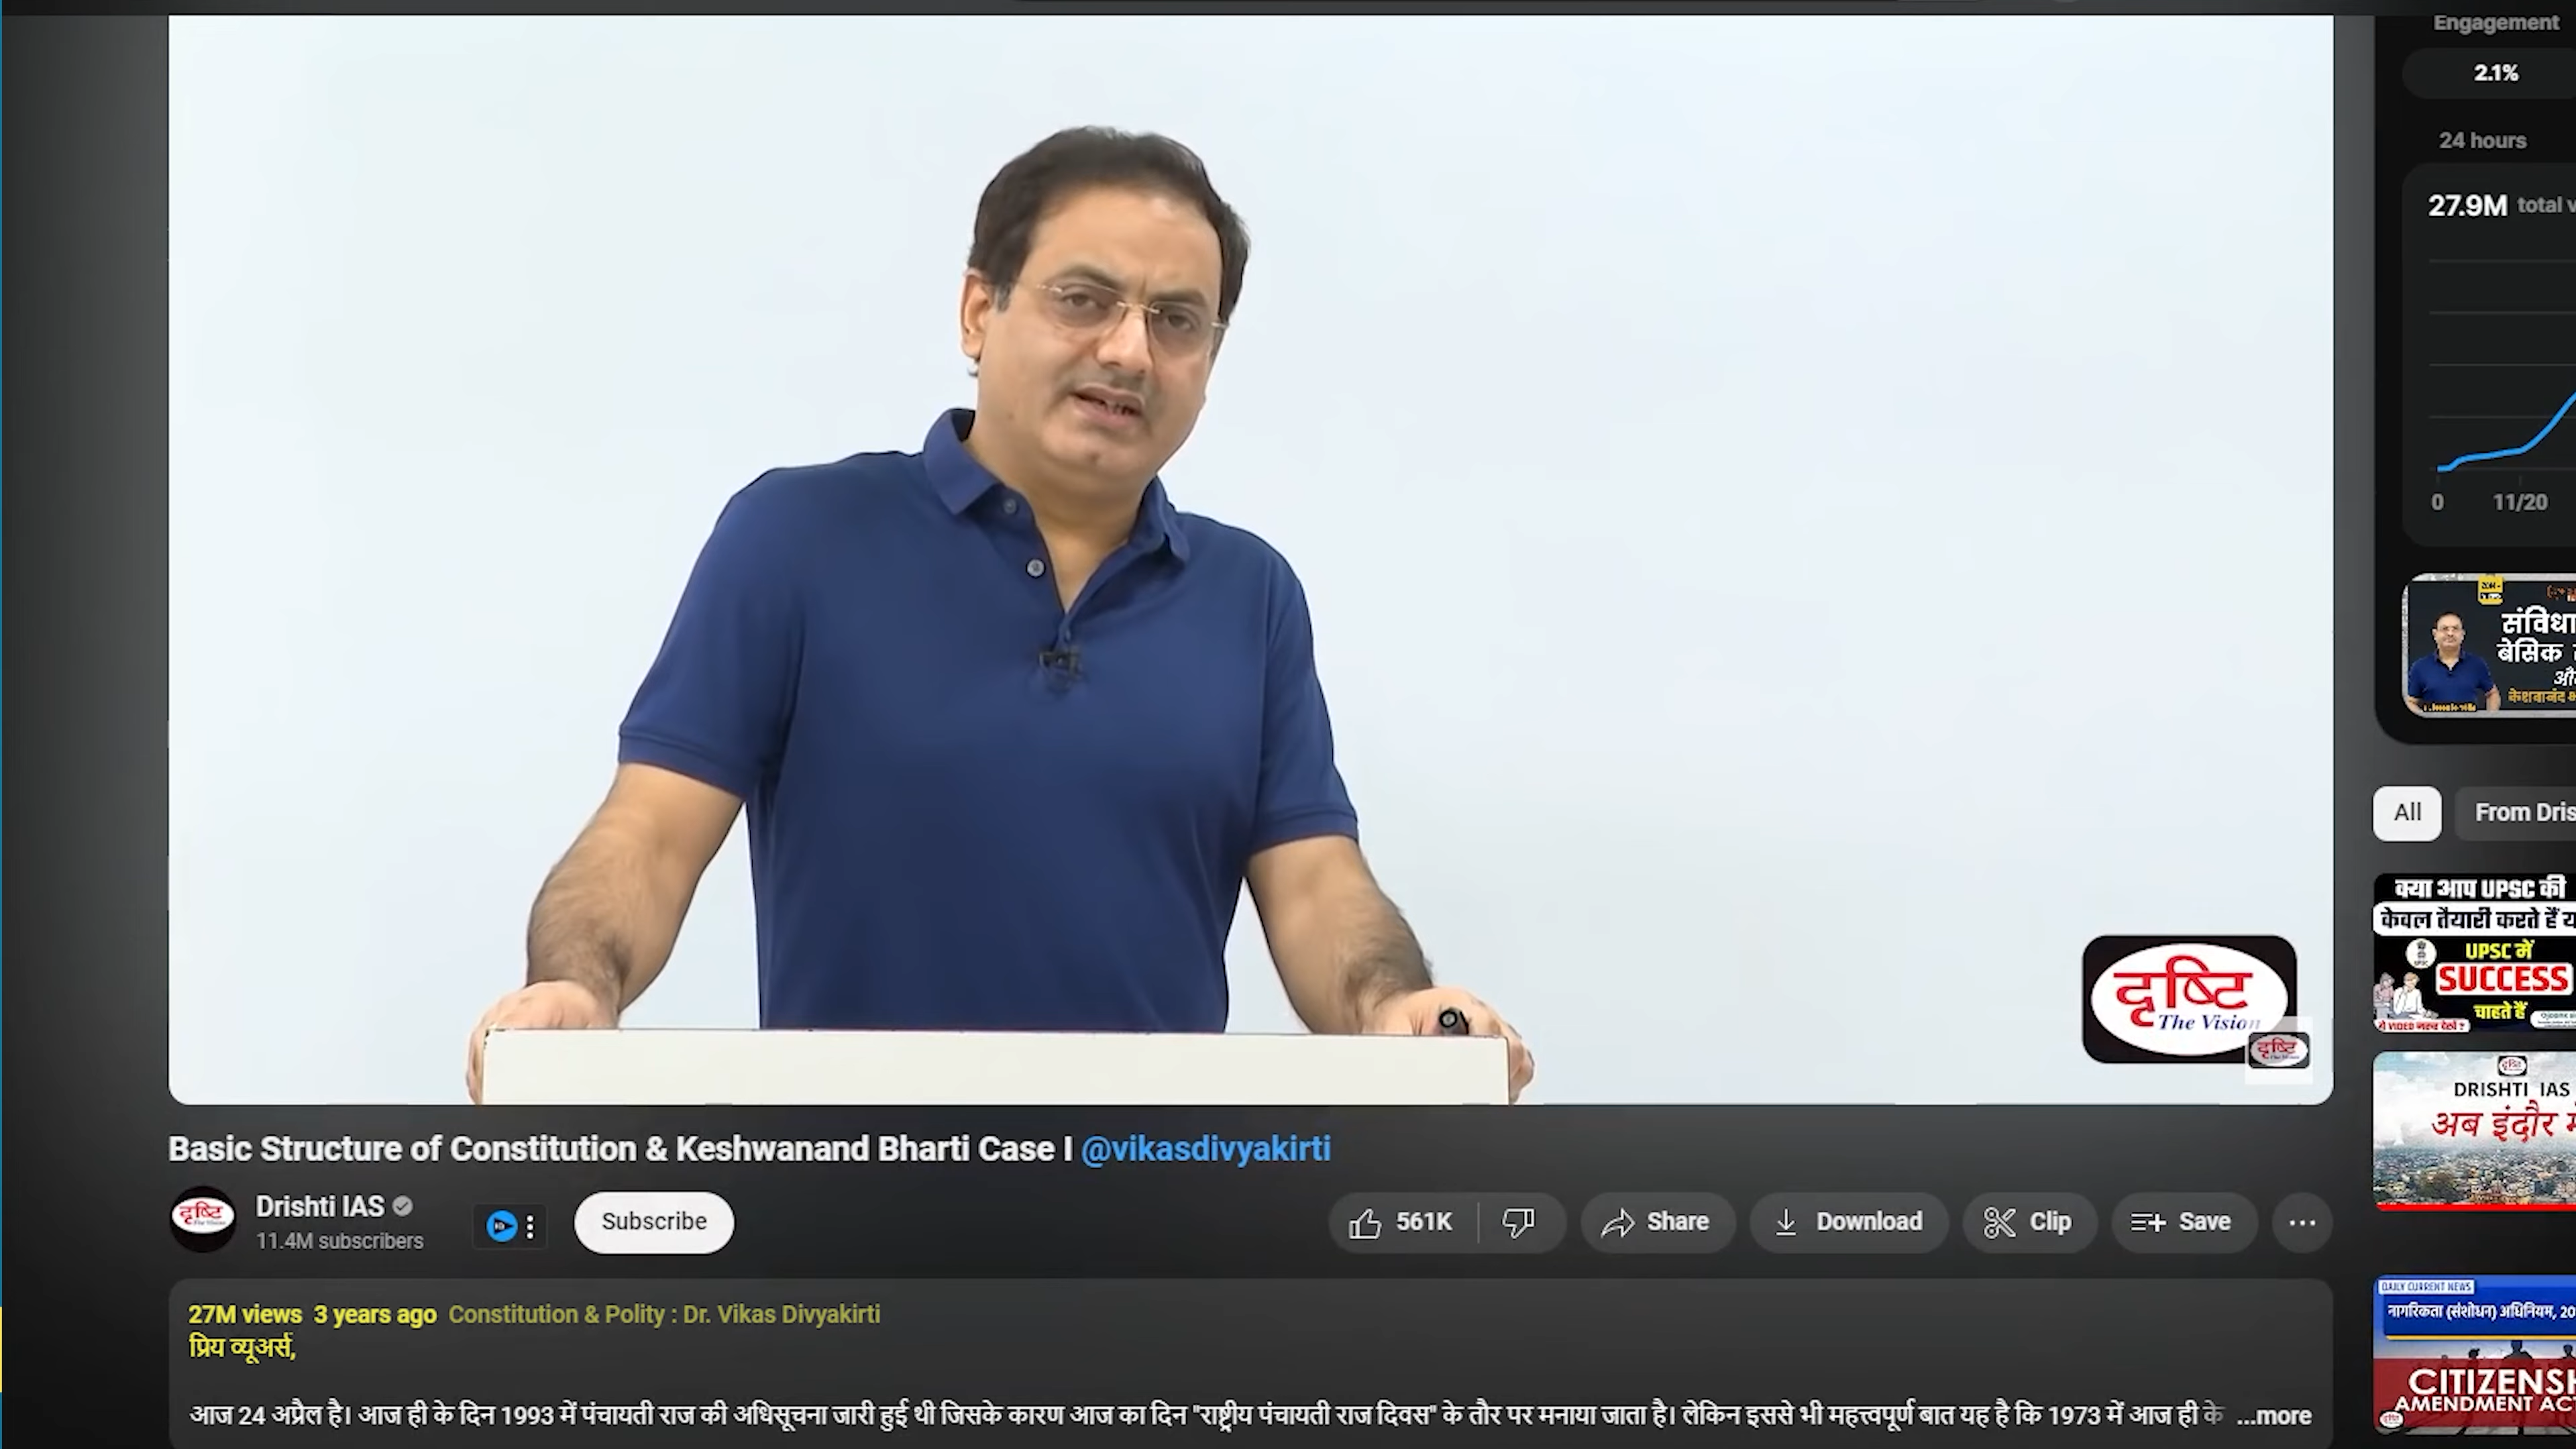 दृष्टि
The Vision
दृष्टि
Basic Structure of Constitution & Keshwanand Bharti Case I @vikasdivyakirti
दृष्टि
Drishti IAS
11.4M subscribers
Subscribe
561K
Share
Download
Clip
Save
27M views 3 years ago Constitution & Polity : Dr. Vikas Divyakirti
प्रिय व्यूअर्स,
आज 24 अप्रैल है। आज ही के दिन 1993 में पंचायती राज की अधिसूचना जारी हुई थी जिसके कारण आज का दिन "राष्ट्रीय पंचायती राज दिवस" के तौर पर मनाया जाता है। लेकिन इससे भी महत्त्वपूर्ण बात यह है कि 1973 में आज ही के ...more
Engagement
2.1%
24 hours
27.9M total
0 11/20
बेसिक
All
From
क्या आप UPSC की
केवल तैयारी करते हैं
UPSC में
SUCCESS
चाहते हैं
DRISHTI IAS
अब इंदौर
DAILY CURRENT NEWS
नागरिकता (संशोधन) अधिनियम,
AMENDMENT